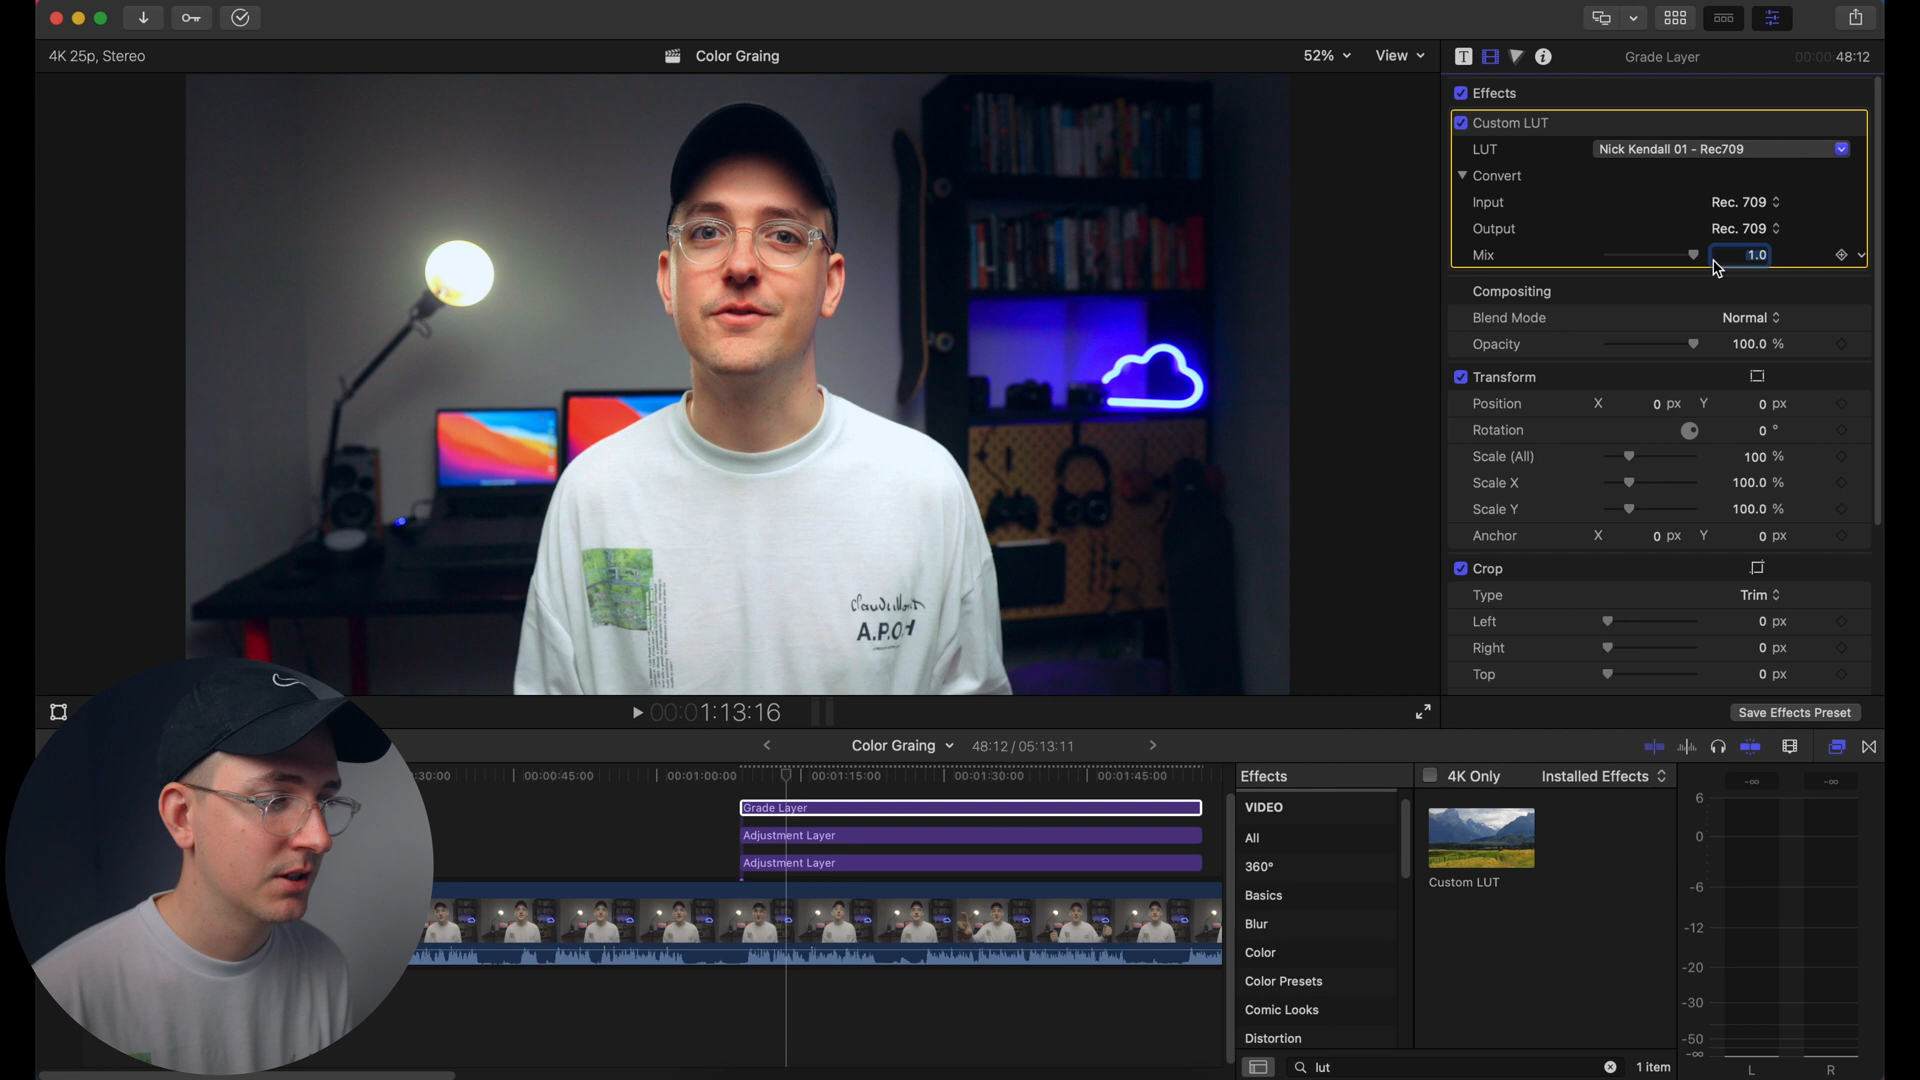 4K 25p, Stereo
Color Graing
52%
View
T
Grade Layer
00:00:48:12
Effects
Custom LUT
LUT
Nick Kendall 01 - Rec709
Convert
Input
Rec. 709
Output
Rec. 709
Mix
1.0
Compositing
Blend Mode
Normal
Opacity
100.0 %
Transform
Position
X 0 px Y 0 px
Rotation
0 °
Scale (All)
100 %
Scale X
100.0 %
Scale Y
100.0 %
Anchor
X 0 px Y 0 px
Crop
Type
Trim
Left
0 px
Right
0 px
Top
0 px
A.P.O.H
00:01:13:16
Save Effects Preset
Color Graing
48:12 / 05:13:11
:30:00
00:00:45:00
00:01:00:00
00:01:15:00
00:01:30:00
00:01:45:00
Grade Layer
Adjustment Layer
Adjustment Layer
Effects
4K Only
Installed Effects
VIDEO
All
360°
Basics
Blur
Color
Color Presets
Comic Looks
Distortion
Custom LUT
lut
1 item
-∞ -∞
6
0
-6
-12
-20
-30
-50
-∞
L R